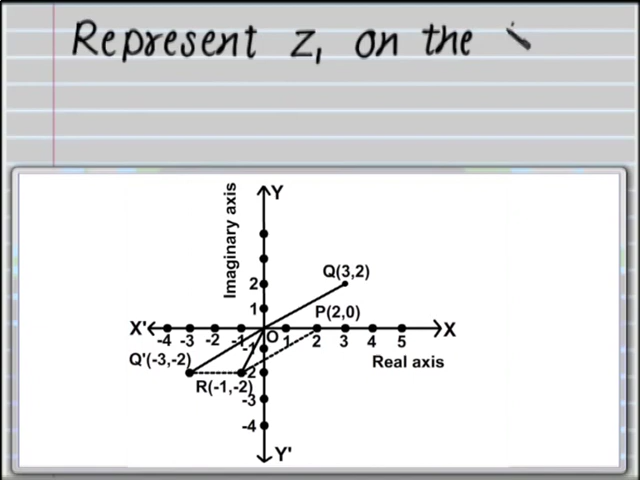 Represent z₁ on the
Y
Imaginary axis
Q(3,2)
2
1
P(2,0)
X' -4 -3 -2 -1 O 1 2 3 4 5 X
-1
Q'(-3,-2)
Real axis
-2
R(-1,-2)
-3
-4
Y'